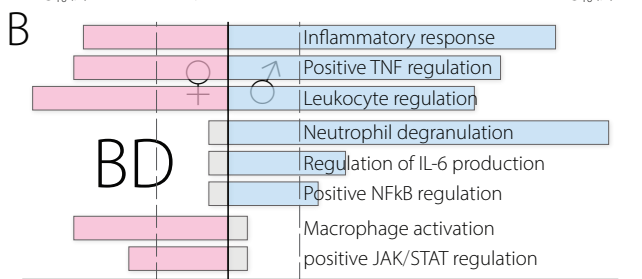 B
Inflammatory response
Positive TNF regulation
♀ ♂
Leukocyte regulation
Neutrophil degranulation
BD
Regulation of IL-6 production
Positive NFkB regulation
Macrophage activation
positive JAK/STAT regulation